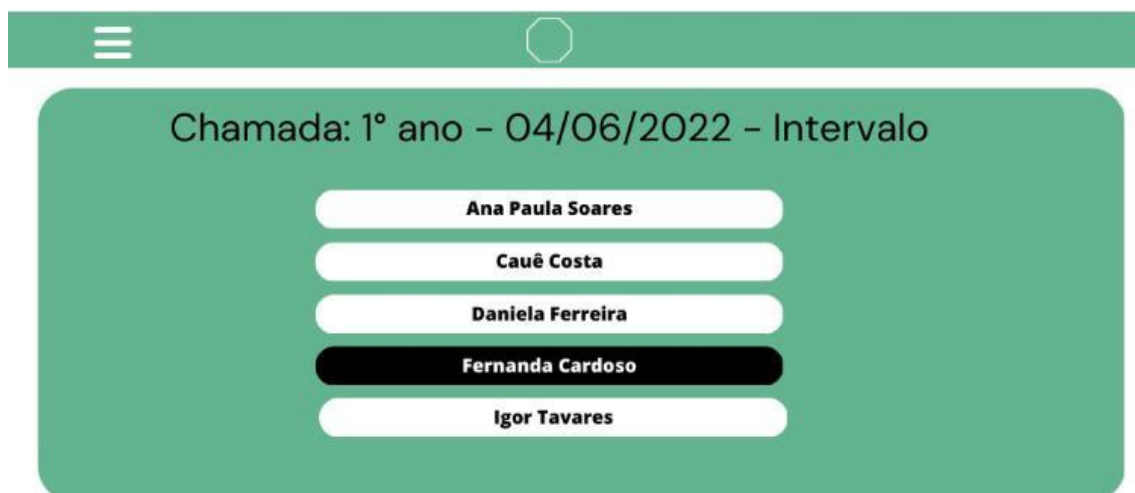 Chamada: 1° ano - 04/06/2022 - Intervalo
Ana Paula Soares
Cauê Costa
Daniela Ferreira
Fernanda Cardoso
Igor Tavares